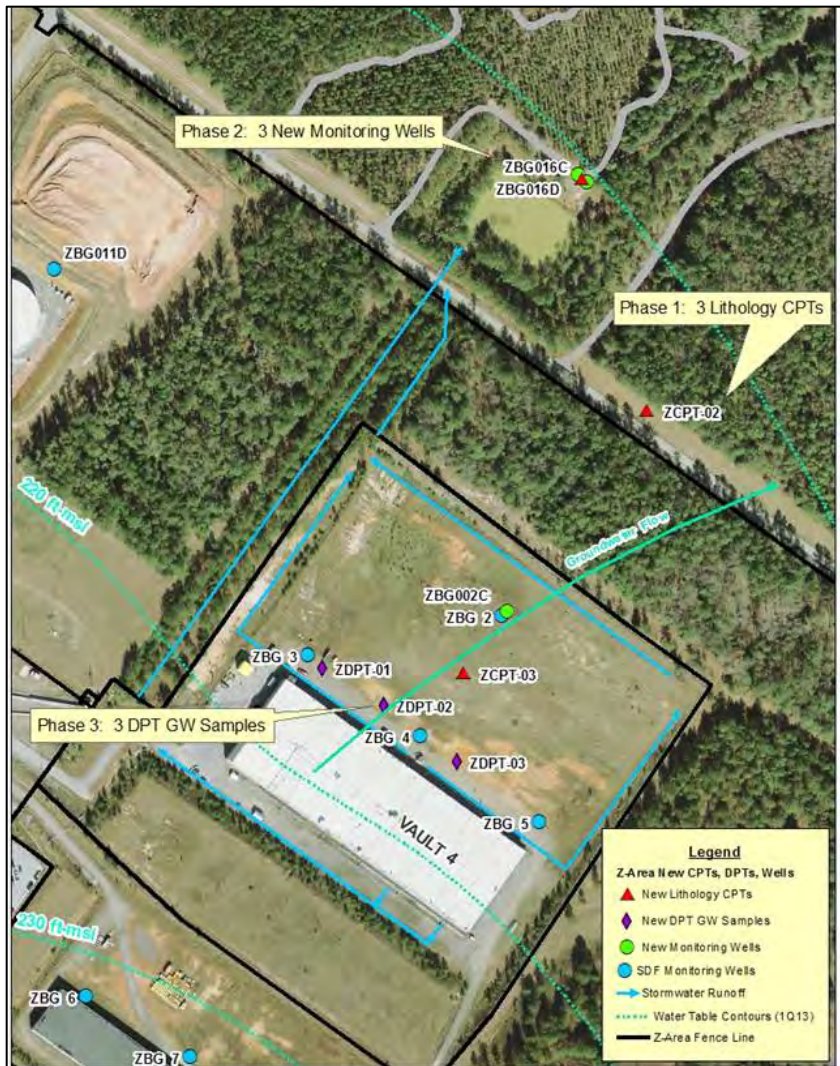 Phase 2: 3 New Monitoring Wells
ZBG016C
ZBG016D
ZBG011D
Phase 1: 3 Lithology CPTs
ZCPT-02
220 ft-msl
Groundwater Flow
ZBG002C
ZBG 2
ZBG 3
ZDPT-01
ZCPT-03
ZDPT-02
Phase 3: 3 DPT GW Samples
ZBG 4
ZDPT-03
ZBG 5
VAULT 4
230 ft-msl
ZBG 6
ZBG 7
Legend
Z-Area New CPTs, DPTs, Wells
New Lithology CPTs
New DPT GW Samples
New Monitoring Wells
SDF Monitoring Wells
Stormwater Runoff
Water Table Contours (1Q13)
Z-Area Fence Line